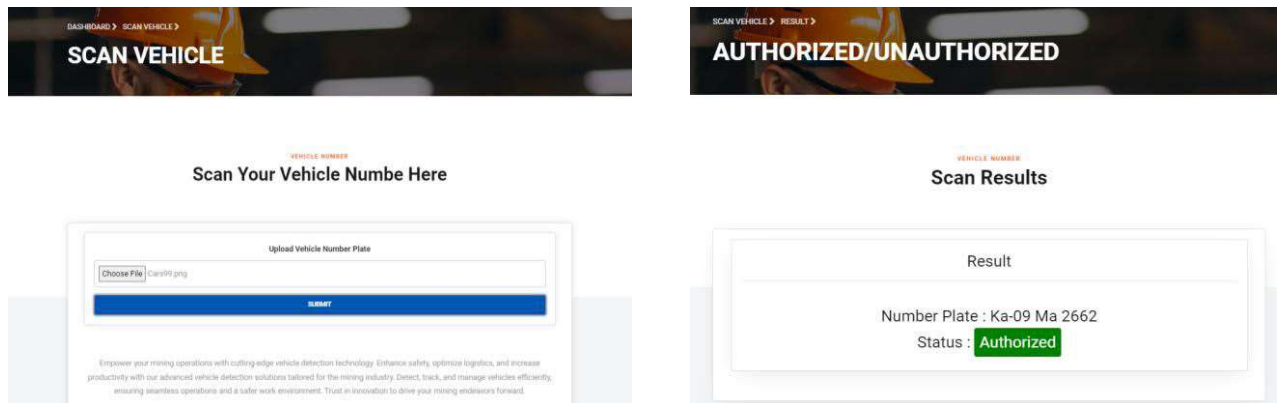 DASHBOARD > SCAN VEHICLE >
SCAN VEHICLE
VEHICLE NUMBER
Scan Your Vehicle Numbe Here
Upload Vehicle Number Plate
Choose File Cars99.png
SUBMIT
Empower your mining operations with cutting-edge vehicle detection technology. Enhance safety, optimize logistics, and increase
productivity with our advanced vehicle detection solutions tailored for the mining industry. Detect, track, and manage vehicles efficiently,
ensuring seamless operations and a safer work environment. Trust in innovation to drive your mining endeavors forward.
SCAN VEHICLE > RESULT >
AUTHORIZED/UNAUTHORIZED
VEHICLE NUMBER
Scan Results
Result
Number Plate : Ka-09 Ma 2662
Status : Authorized